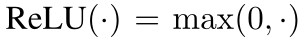 ReLU(·) = max(0, ·)